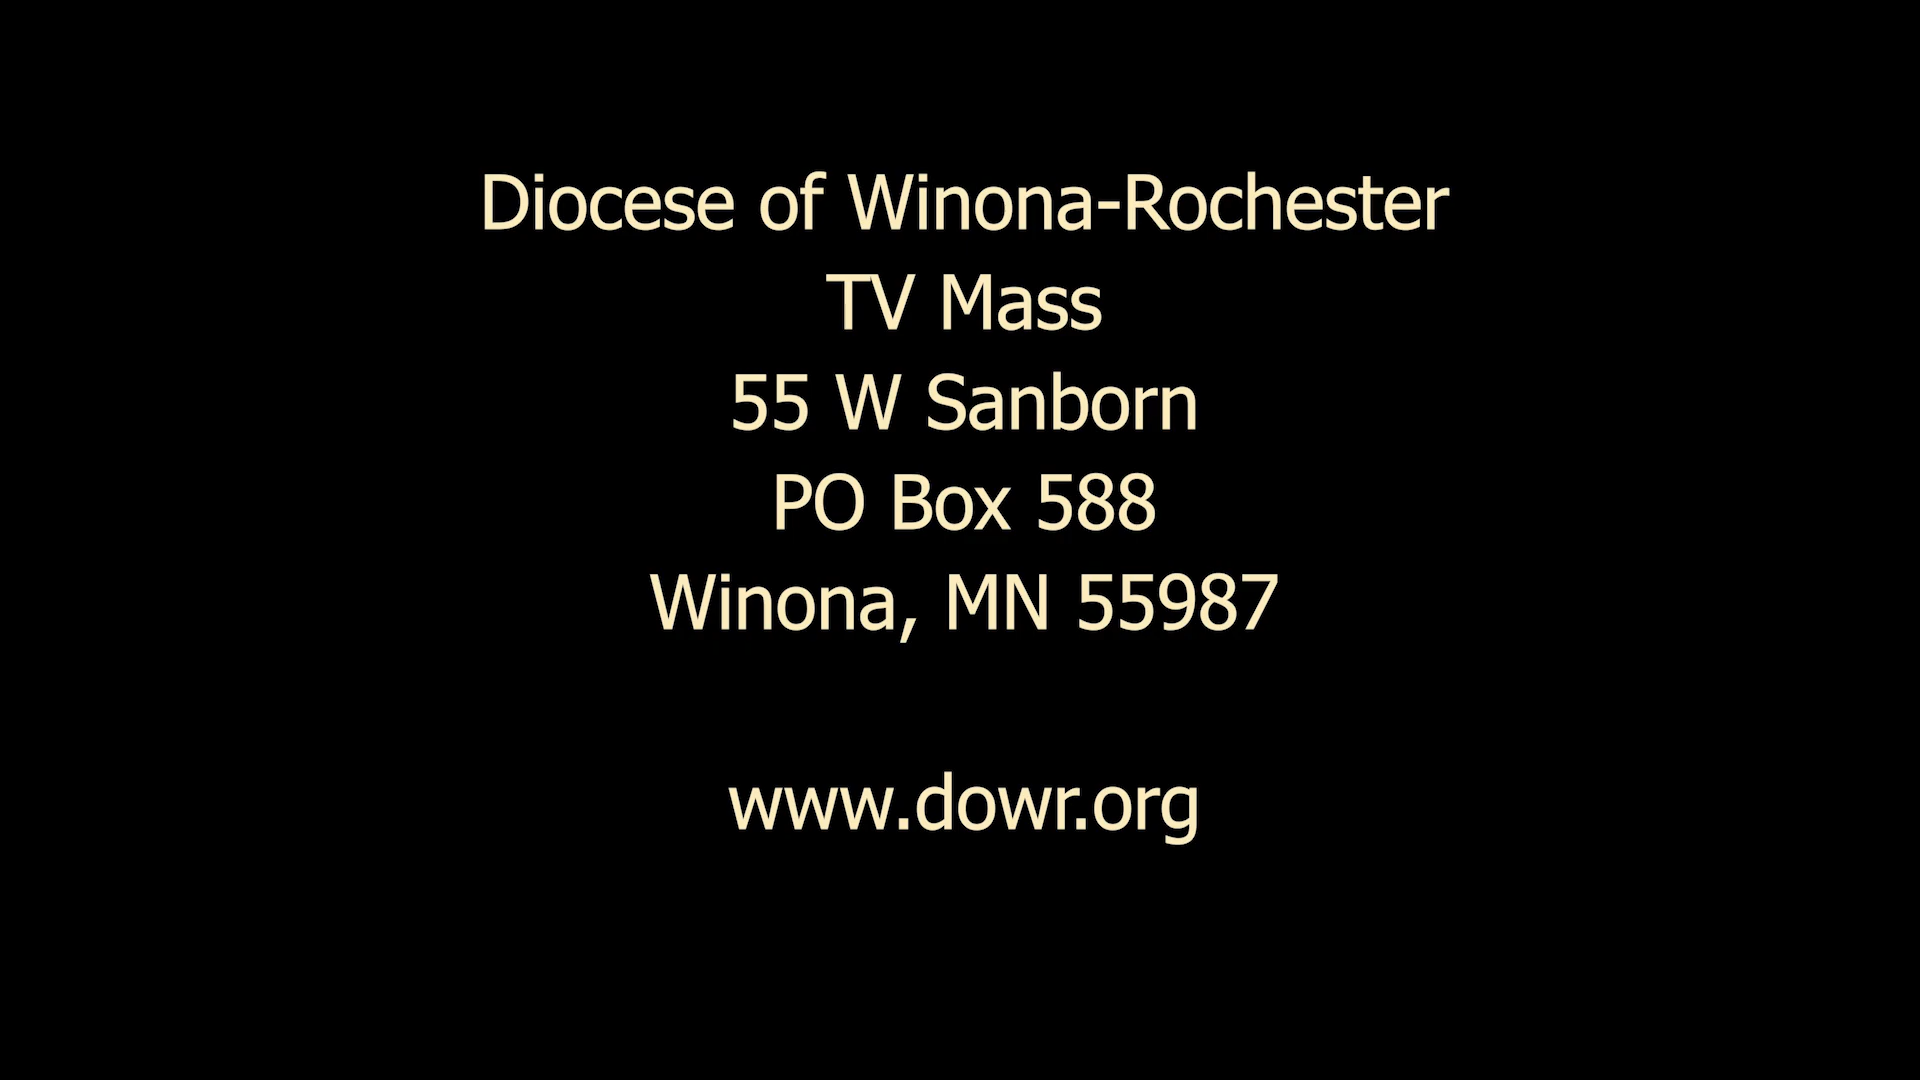 Diocese of Winona-Rochester
TV Mass
55 W Sanborn
PO Box 588
Winona, MN 55987
www.dowr.org